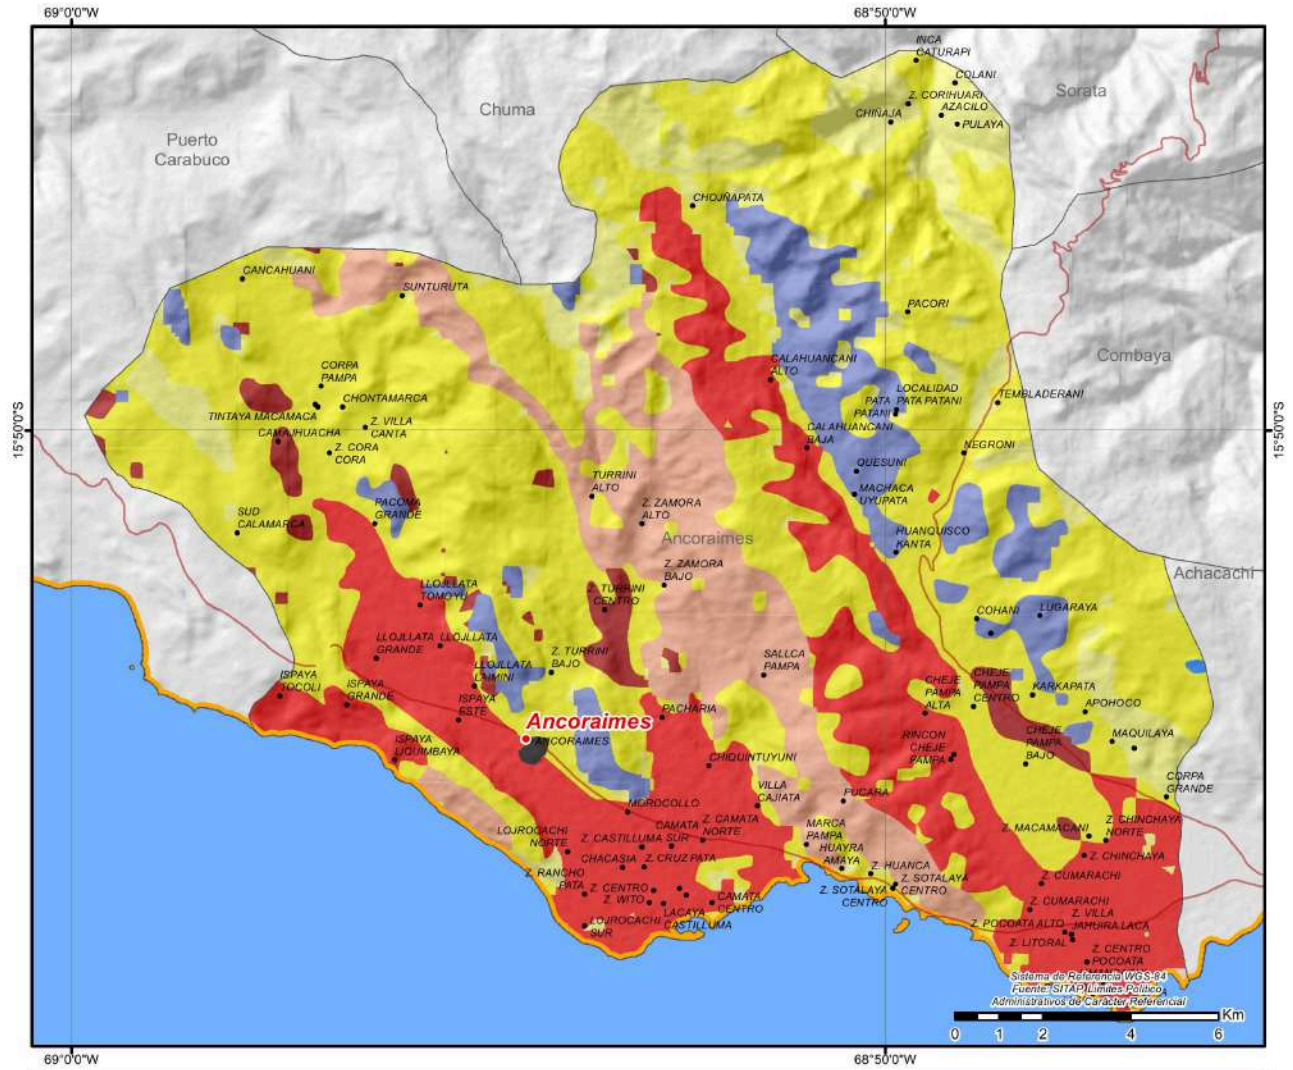 69°0'0"W
68°50'0"W
INCA
CATURAPI
COLANI
Z. CORIHUARI
AZACILO
CHIÑAJA
PULAYA
Sorata
Chuma
Puerto
Carabuco
CHOJÑAPATA
CANCAHUANI
SUNTURUTA
PACORI
Combaya
CALAHUANCANI
ALTO
CORPA
PAMPA
LOCALIDAD
PATA PATANI
PATA
PATANI
TEMBLADERANI
CHONTAMARCA
TINTAYA MACAMACA
Z. VILLA
CANTA
CAMAJHUACHA
CALAHUANCANI
BAJA
15°50'0"S
15°50'0"S
Z. CORA
CORA
NEGRONI
QUESUNI
TURRINI
ALTO
MACHACA
UYUPATA
PACOMA
GRANDE
Z. ZAMORA
ALTO
SUD
CALAMARCA
HUANQUISCO
KANTA
Ancoraimes
Z. ZAMORA
BAJO
Achacachi
LLOJLLATA
TOMOYU
Z. TURRINI
CENTRO
COHANI
LUGARAYA
LLOJLLATA
GRANDE
LLOJLLATA
LLOJLLATA
LAIMINI
Z. TURRINI
BAJO
SALLCA
PAMPA
ISPAYA
TOCOLI
ISPAYA
GRANDE
ISPAYA
ESTE
CHEJE
PAMPA
ALTA
CHEJE
PAMPA
CENTRO
KARKAPATA
APOHOCO
PACHARIA
Ancoraimes
ANCORAIMES
ISPAYA
LIQUIMBAYA
RINCON
CHEJE
PAMPA
CHEJE
PAMPA
BAJO
MAQUILAYA
CHIQUINTUYUNI
CORPA
GRANDE
VILLA
CAJIATA
PUCARA
MOROCOLLO
LOJROCACHI
NORTE
Z. CASTILLUMA SUR
CAMATA
Z. CAMATA
NORTE
MARCA
PAMPA
HUAYRA
AMAYA
Z. MACAMACANI
Z. CHINCHAYA
NORTE
Z. CHINCHAYA
CHACASIA
Z. CRUZ PATA
Z. RANCHO
PATA
Z. HUANCA
Z. SOTALAYA
CENTRO
Z. SOTALAYA
CENTRO
Z. CUMARACHI
Z. CENTRO
Z. WITO
CAMATA
CENTRO
LACAYA
CASTILLUMA
LOJROCACHI
SUR
Z. CUMARACHI
Z. POCOATA ALTO
Z. VILLA
JAHUIRA LACA
Z. LITORAL
Z. CENTRO
POCOATA
Sistema de Referencia WGS-84
Fuente: SITAP, Limites Politico
Administrativos de Carácter Referencial
Km
0 1 2 4 6
69°0'0"W
68°50'0"W